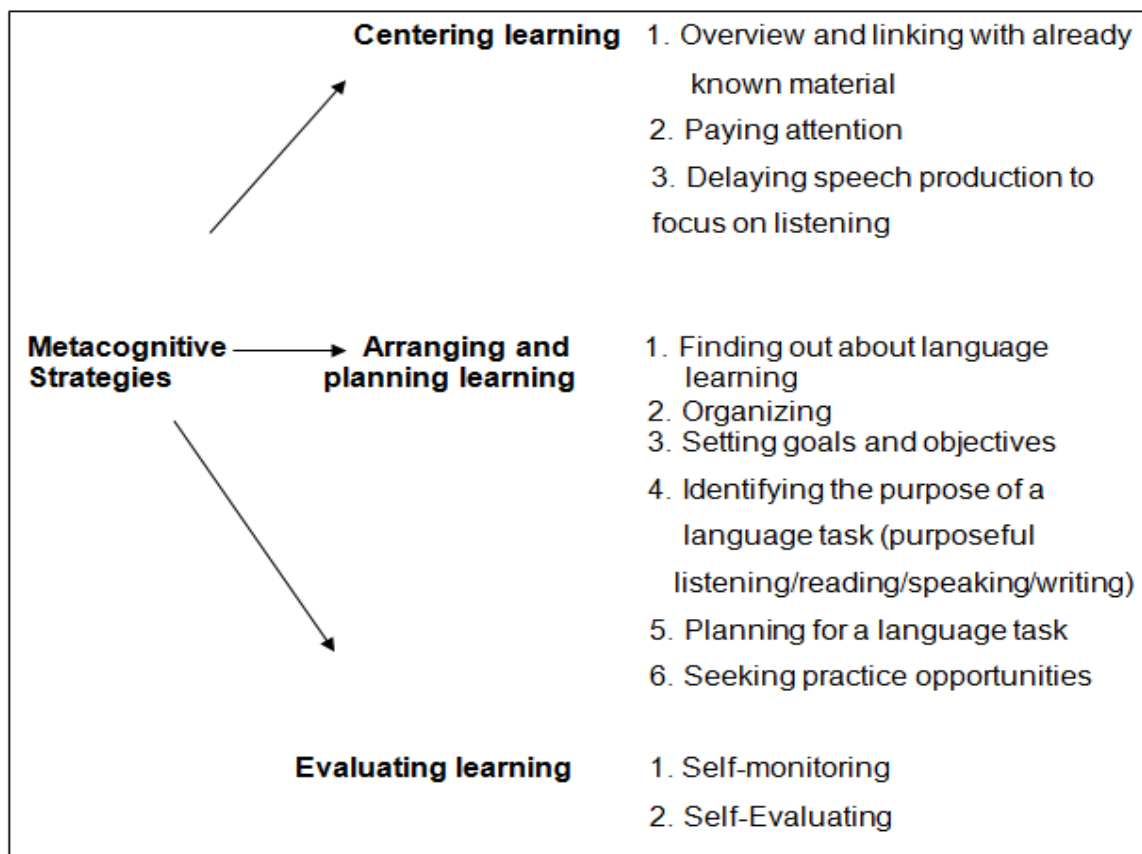 Centering learning 1. Overview and linking with already
known material
2. Paying attention
3. Delaying speech production to
focus on listening
Metacognitive Strategies
Arranging and planning learning
1. Finding out about language
learning
2. Organizing
3. Setting goals and objectives
4. Identifying the purpose of a
language task (purposeful
listening/reading/speaking/writing)
5. Planning for a language task
6. Seeking practice opportunities
Evaluating learning 1. Self-monitoring
2. Self-Evaluating